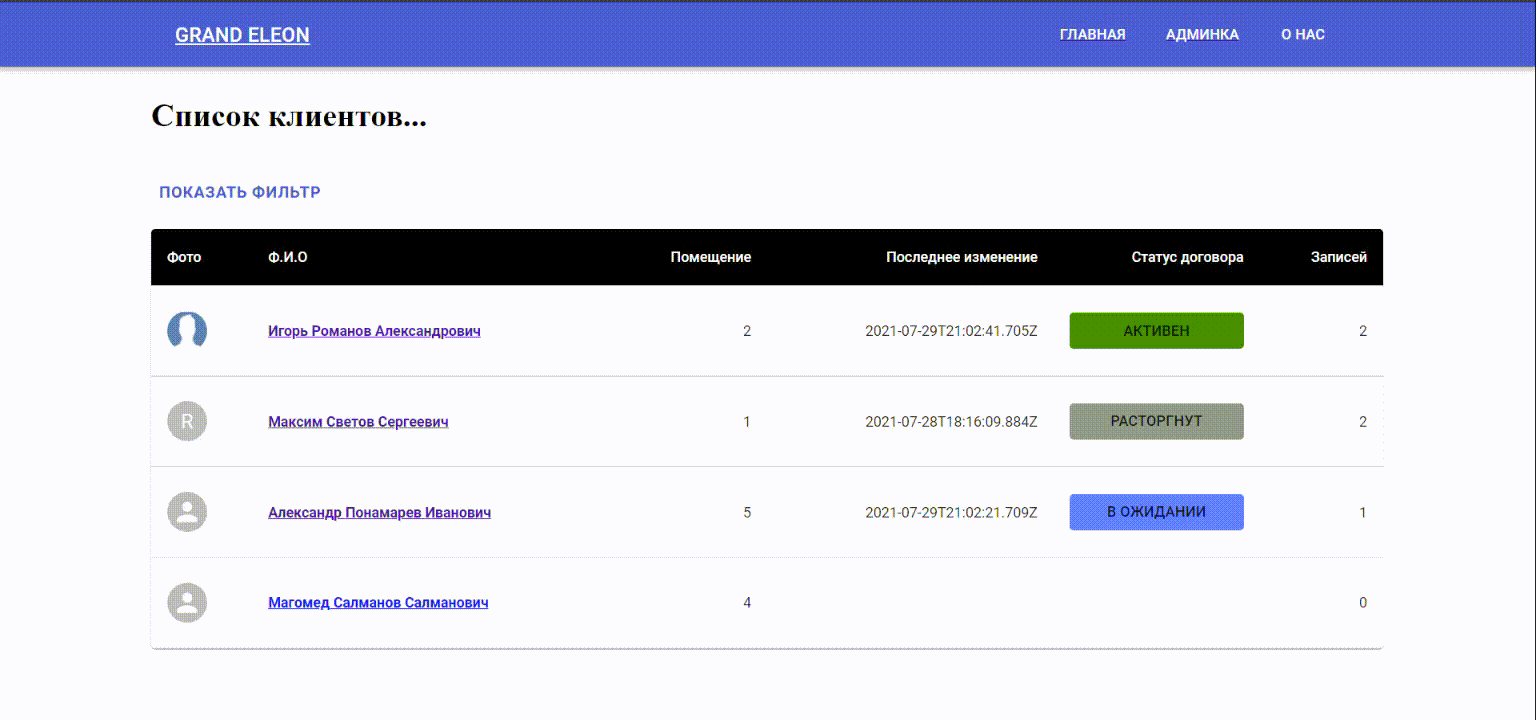 GRAND ELEON ГЛАВНАЯ АДМИНКА О НАС
Список клиентов...
ПОКАЗАТЬ ФИЛЬТР
Фото Ф.И.О Помещение Последнее изменение Статус договора Записей
Игорь Романов Александрович 2 2021-07-29T21:02:41.705Z АКТИВЕН 2
R Максим Светов Сергеевич 1 2021-07-28T18:16:09.884Z РАСТОРГНУТ 2
Александр Понамарев Иванович 5 2021-07-29T21:02:21.709Z В ОЖИДАНИИ 1
Магомед Салманов Салманович 4 0